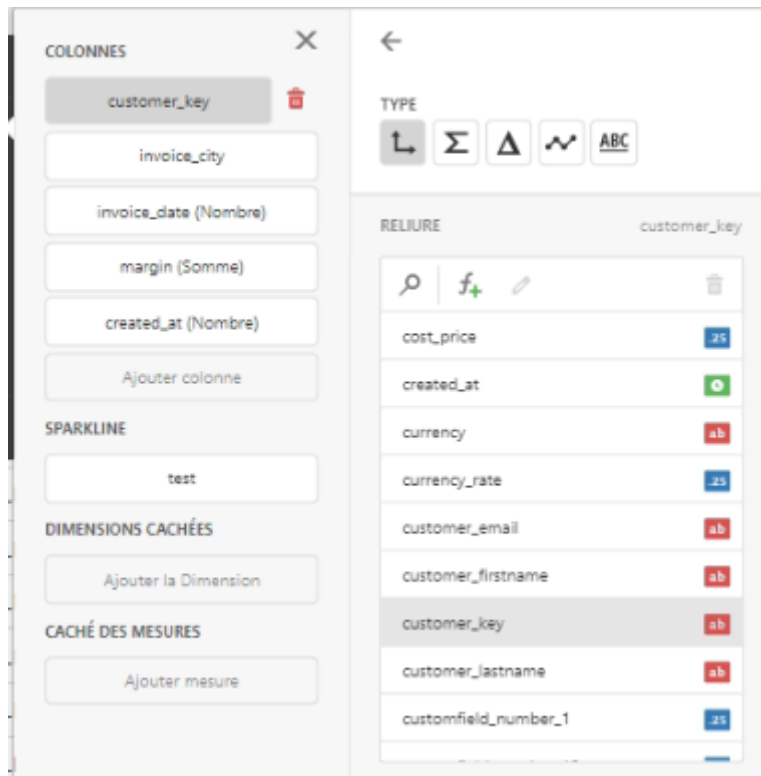 COLONNES
customer_key
invoice_city
invoice_date (Nombre)
margin (Somme)
created_at (Nombre)
Ajouter colonne
SPARKLINE
test
DIMENSIONS CACHÉES
Ajouter la Dimension
CACHÉ DES MESURES
Ajouter mesure
TYPE
ABC
RELIURE customer_key
cost_price .25
created_at
currency ab
currency_rate .25
customer_email ab
customer_firstname ab
customer_key ab
customer_lastname ab
customfield_number_1 .25